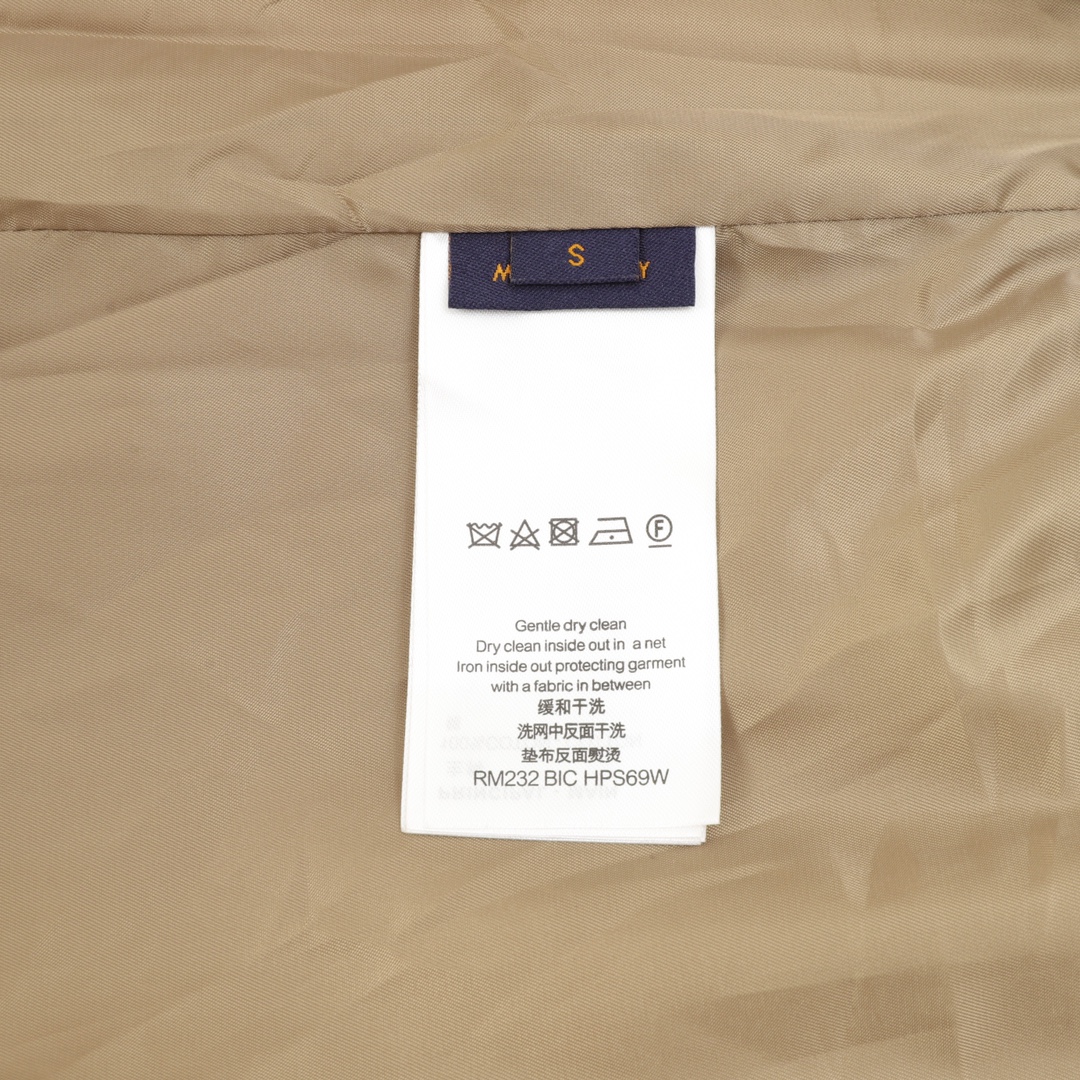 S
Gentle dry clean
Dry clean inside out in a net
Iron inside out protecting garment
with a fabric in between
缓和干洗
洗网中反面干洗
垫布反面熨烫
RM232 BIC HPS69W